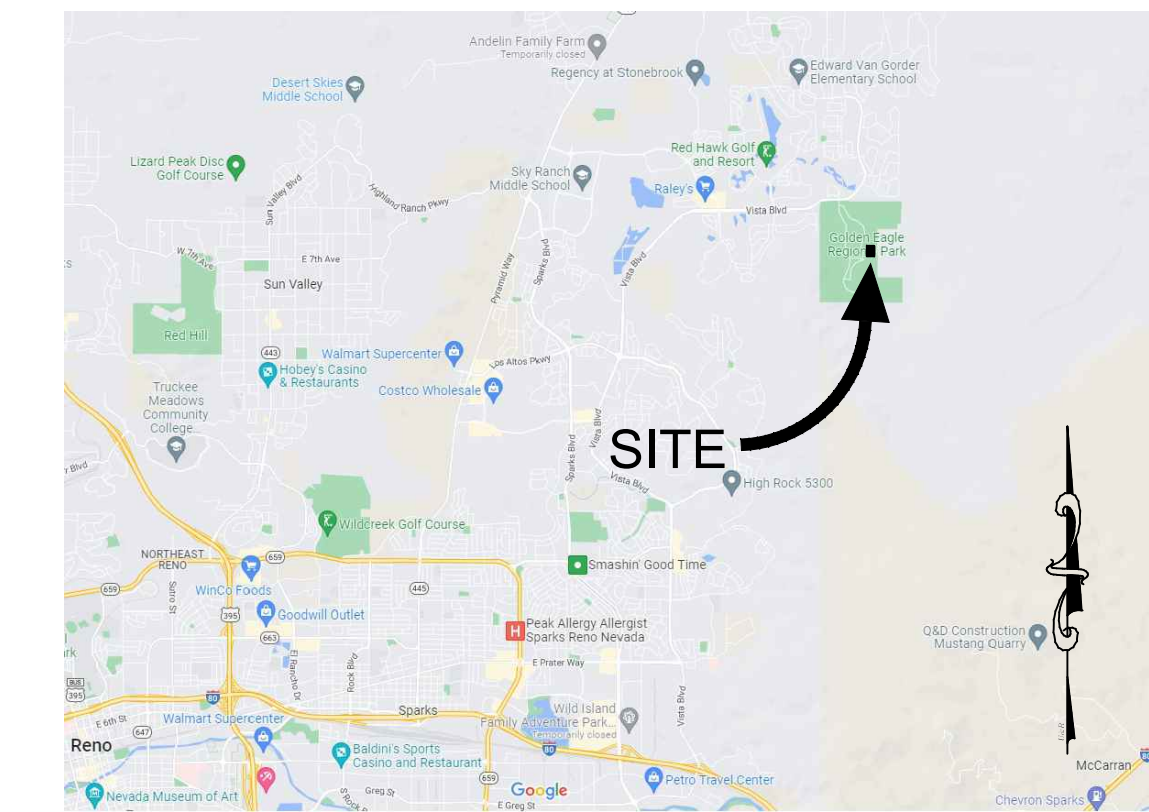 Andelin Family Farm
Temporarily closed
Regency at Stonebrook
Edward Van Gorder
Elementary School
Desert Skies
Middle School
Red Hawk Golf
and Resort
Lizard Peak Disc
Golf Course
Sky Ranch
Middle School
Raley's
Sun Valley Blvd
Highland Ranch Pkwy
Vista Blvd
Golden Eagle
Regional Park
W 7th Ave
E 7th Ave
Sun Valley
Pyramid Way
Sparks Blvd
Vista Blvd
Red Hill
443
Walmart Supercenter
Los Altos Pkwy
Hobey's Casino
& Restaurants
Costco Wholesale
Truckee
Meadows
Community
College...
SITE
Sparks Blvd
Vista Blvd
Vista Blvd
High Rock 5300
Wildcreek Golf Course
NORTHEAST
RENO
659
Smashin' Good Time
659
WinCo Foods
445
Sutro St
395
Goodwill Outlet
663
Peak Allergy Allergist
Sparks Reno Nevada
H
Q&D Construction
Mustang Quarry
El Rancho Dr
Rock Blvd
E Prater Way
BUS
395
80
Vista Blvd
E 6th St
Walmart Supercenter
Sparks
Wild Island
Family Adventure Park...
Temporarily closed
647
Reno
80
Baldini's Sports
Casino and Restaurant
McCarran
659
Petro Travel Center
Greg St
Google
Nevada Museum of Art
S Rock B
E Greg St
Chevron Sparks